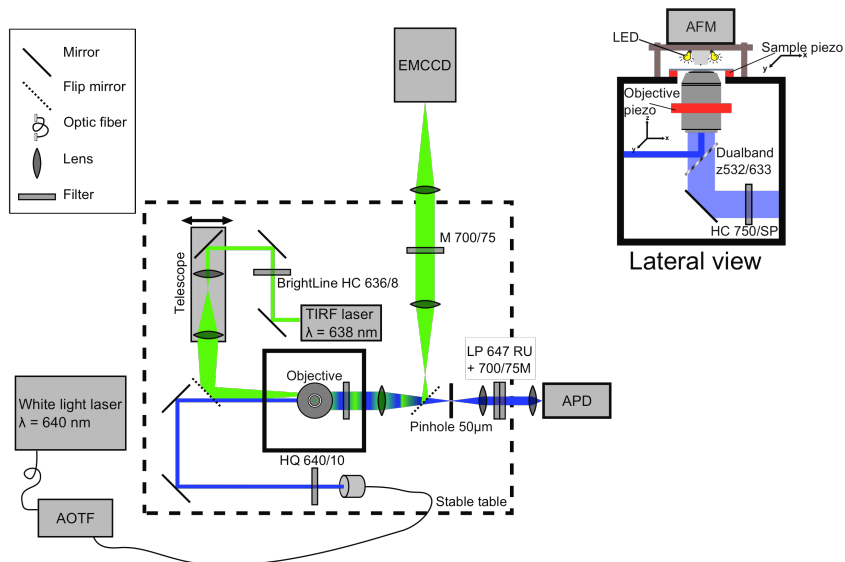 Mirror
Flip mirror
Optic fiber
Lens
Filter
EMCCD
M 700/75
Telescope
BrightLine HC 636/8
TIRF laser
λ = 638 nm
LP 647 RU
+ 700/75M
Objective
APD
Pinhole 50µm
White light laser
λ = 640 nm
HQ 640/10
Stable table
AOTF
AFM
LED
Sample piezo
x
y
Objective
piezo
z
x
y
Dualband
z532/633
HC 750/SP
Lateral view